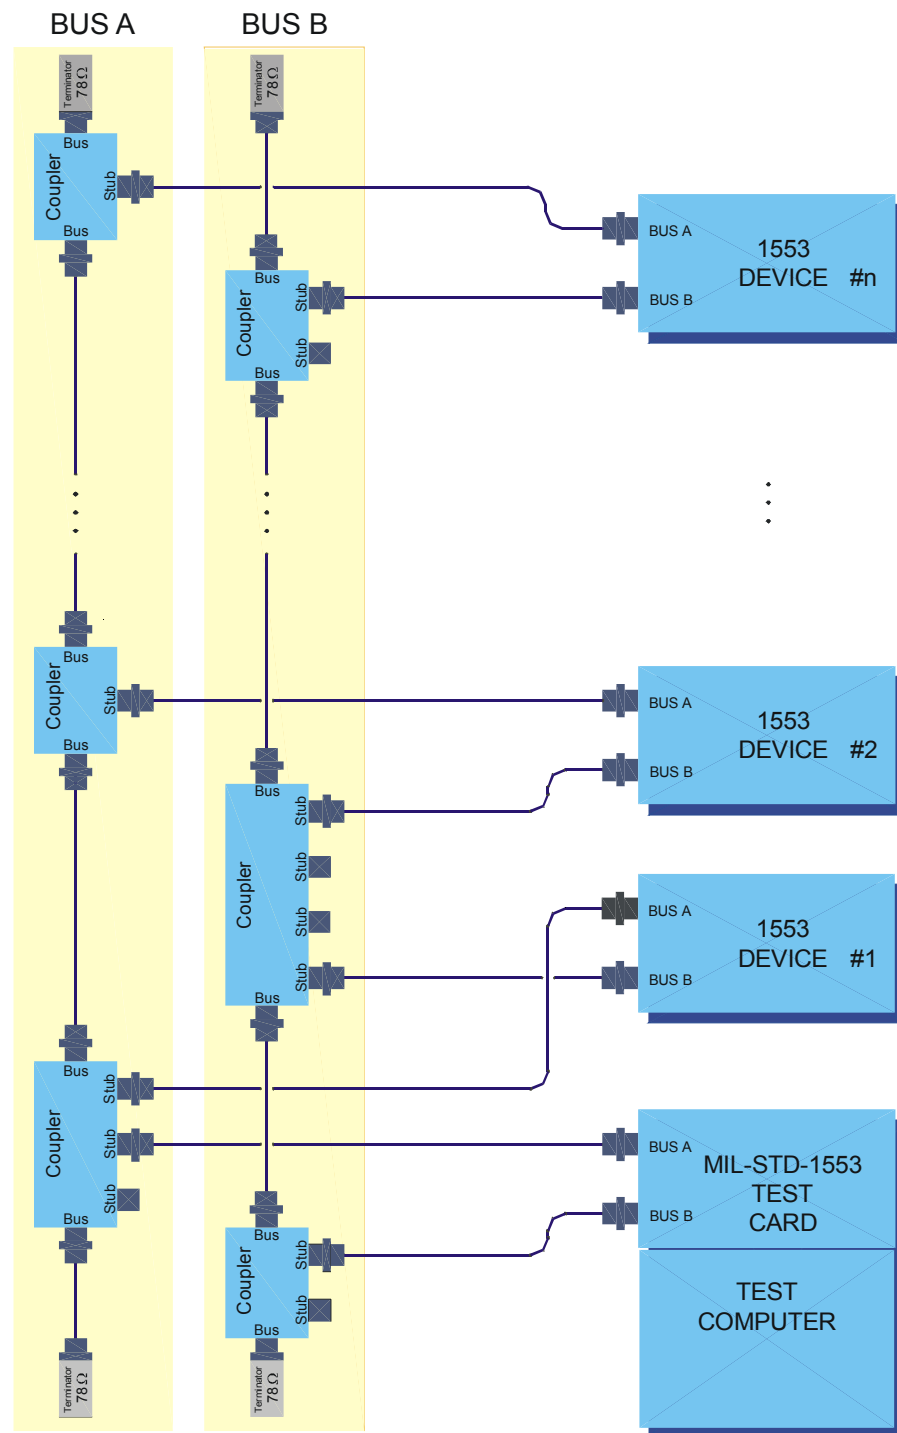 BUS A
BUS B
Terminator
78Ω
Terminator
78Ω
Bus
Coupler
Stub
Bus
BUS A
1553
DEVICE #n
BUS B
Bus
Stub
Coupler
Stub
Bus
Bus
Coupler
Stub
Bus
BUS A
1553
DEVICE #2
BUS B
Bus
Stub
Stub
Coupler
Stub
Stub
Bus
BUS A
1553
DEVICE #1
BUS B
Bus
Stub
Coupler
Stub
Stub
Bus
BUS A
MIL-STD-1553
TEST
CARD
BUS B
Bus
Stub
Coupler
Stub
Bus
TEST
COMPUTER
Terminator
78Ω
Terminator
78Ω